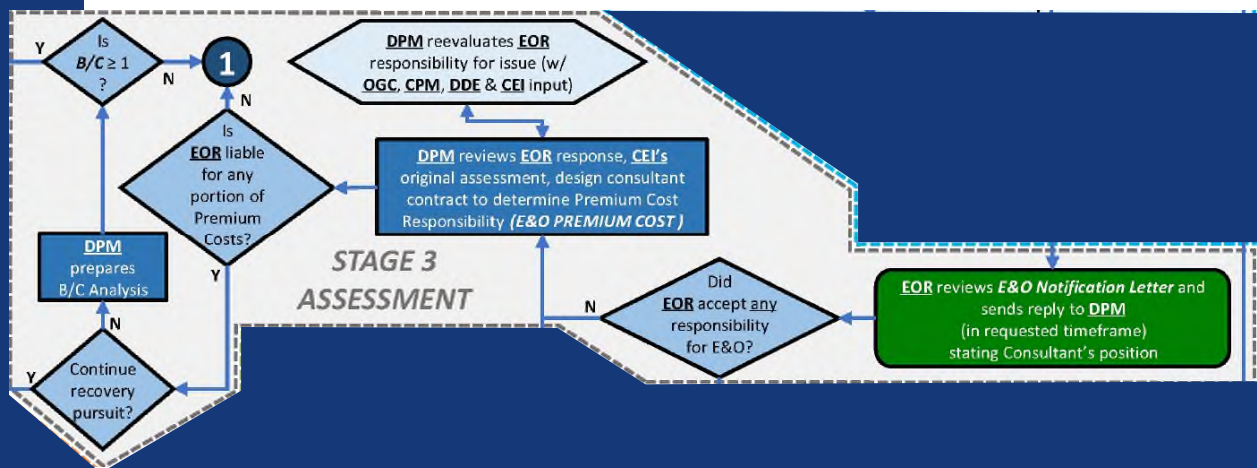 Is
B/C ≥ 1
?
Y
N
1
N
DPM reevaluates EOR
responsibility for issue (w/
OGC, CPM, DDE & CEI input)
Is
EOR liable
for any
portion of
Premium
Costs?
Y
DPM reviews EOR response, CEI's
original assessment, design consultant
contract to determine Premium Cost
Responsibility (E&O PREMIUM COST )
DPM
prepares
B/C Analysis
N
Continue
recovery
pursuit?
Y
STAGE 3
ASSESSMENT
Did
EOR accept any
responsibility
for E&O?
N
EOR reviews E&O Notification Letter and
sends reply to DPM
(in requested timeframe)
stating Consultant's position